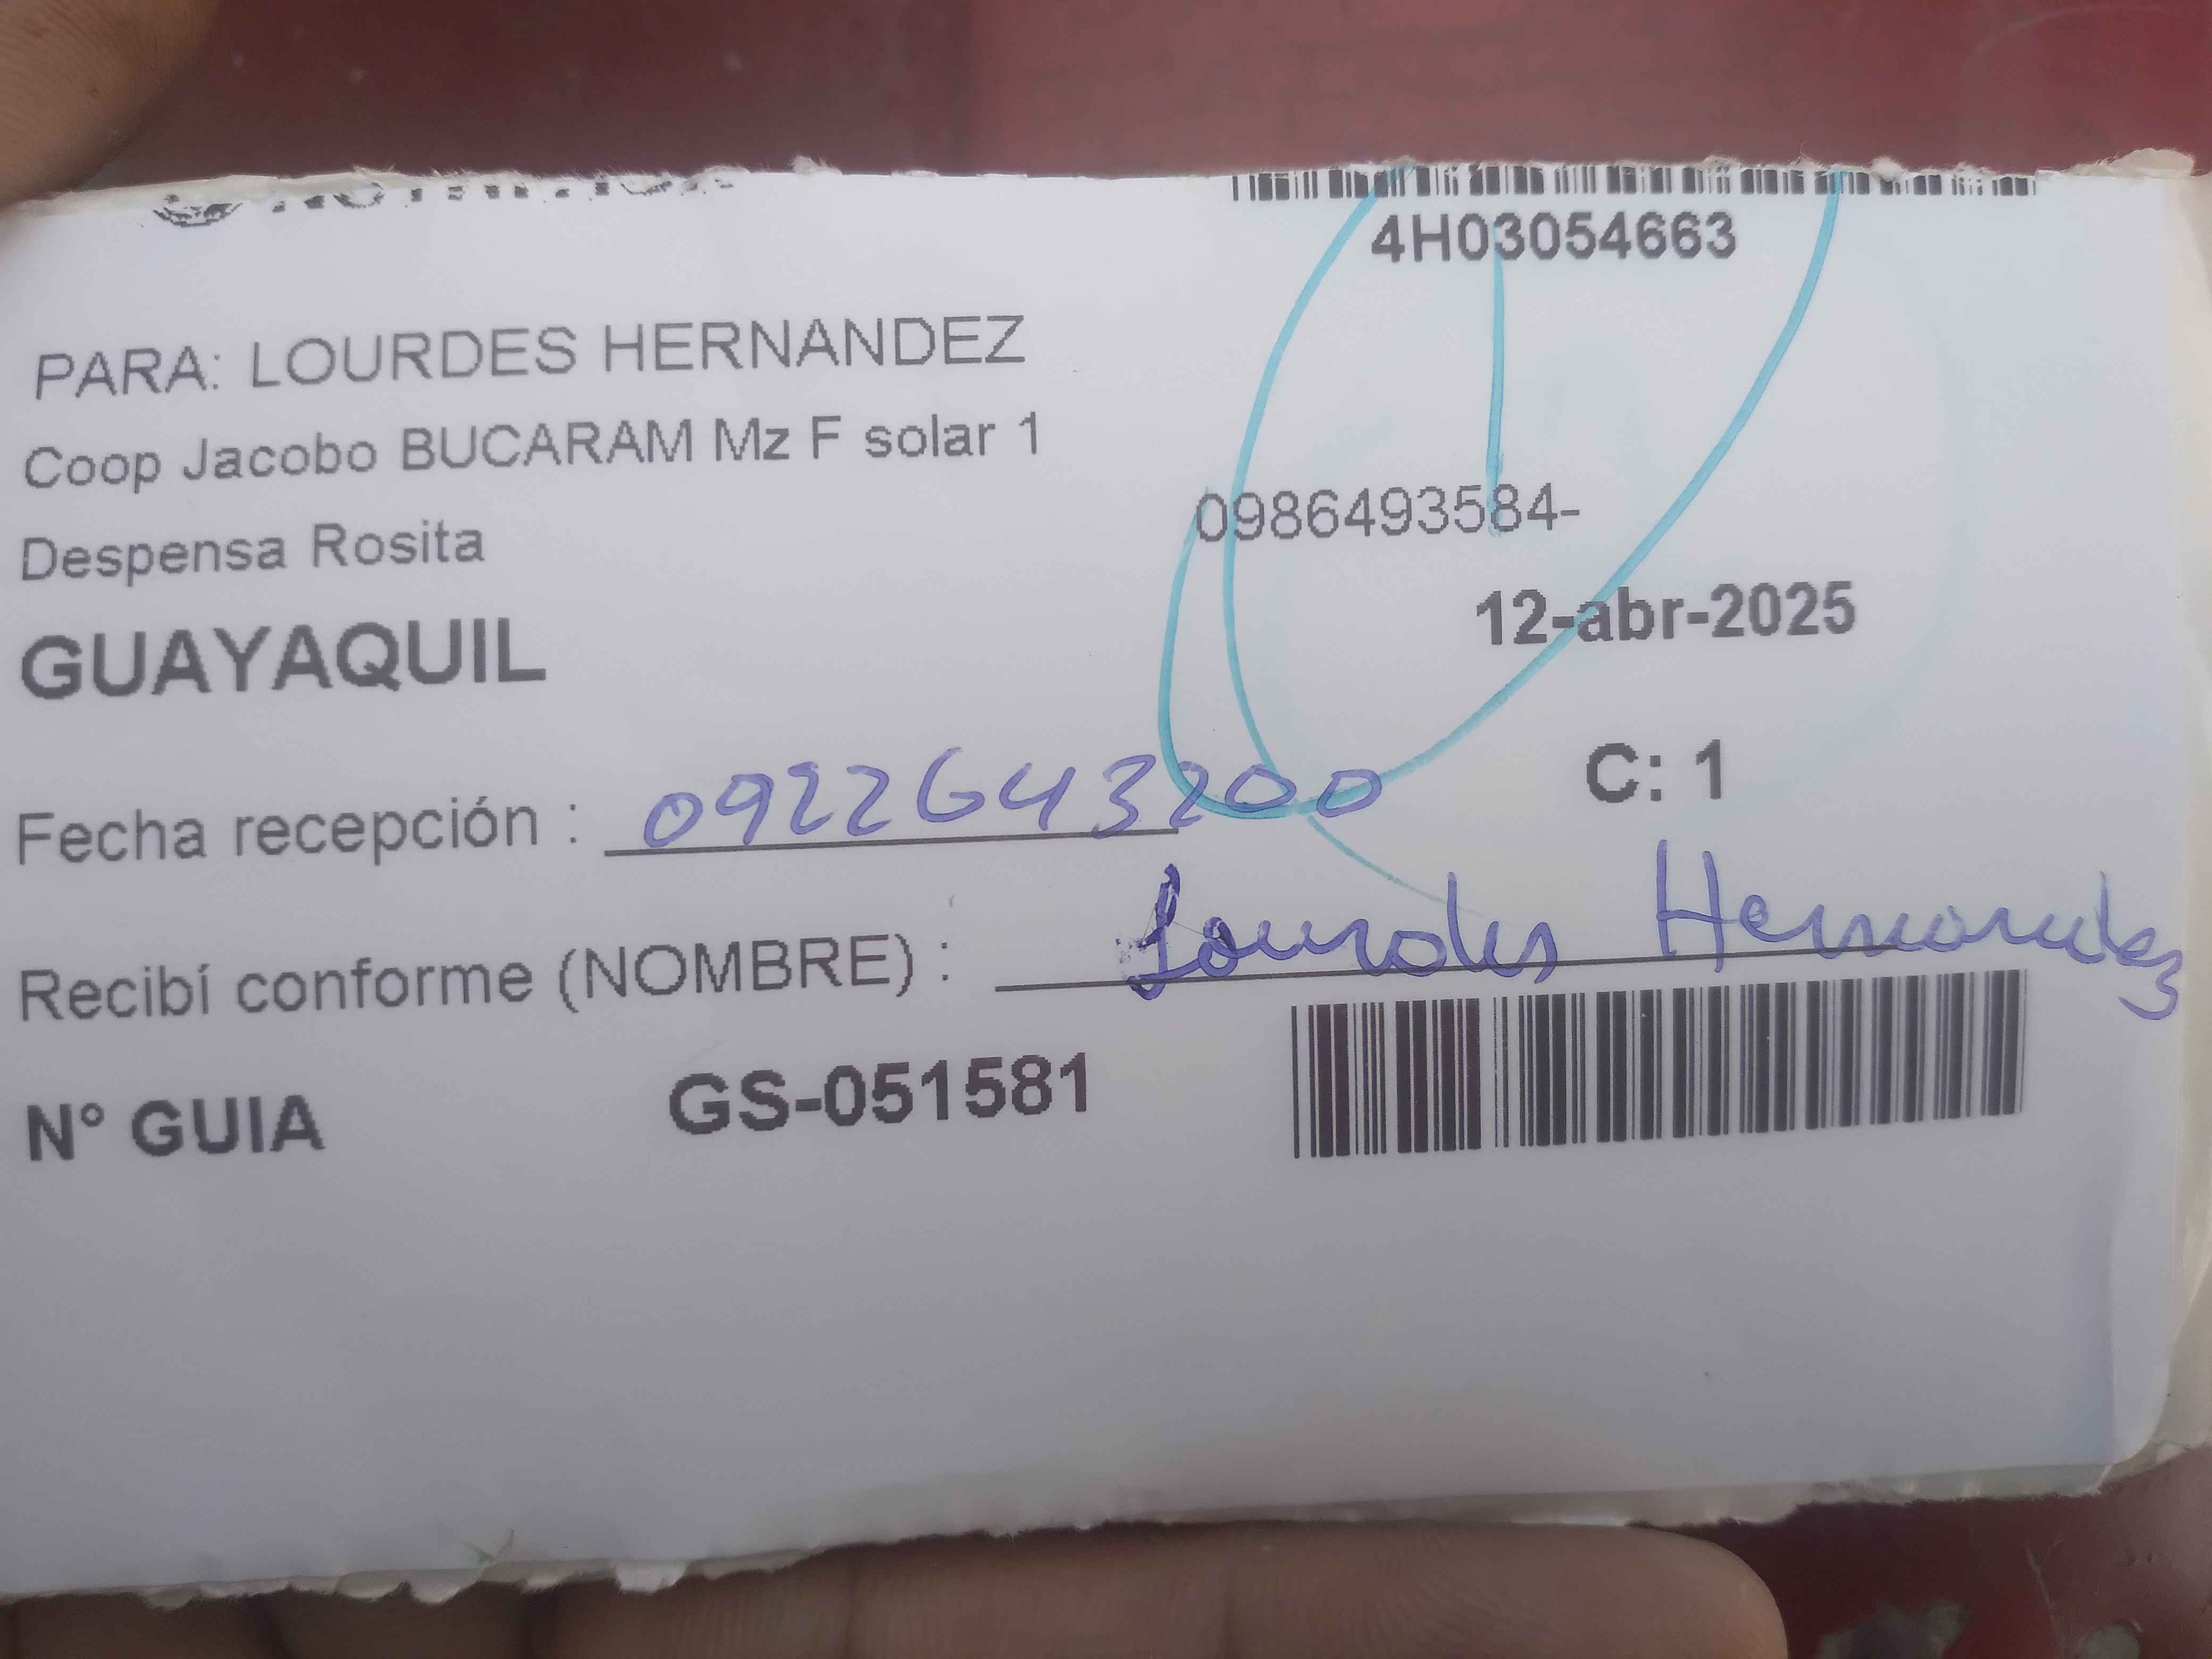 4H03054663
PARA: LOURDES HERNANDEZ
Coop Jacobo BUCARAM Mz F solar 1
0986493584-
Despensa Rosita
12-abr-2025
GUAYAQUIL
C: 1
Fecha recepción : 0922643200
Recibí conforme (NOMBRE) : Lourdes Hernandez
N° GUIA GS-051581